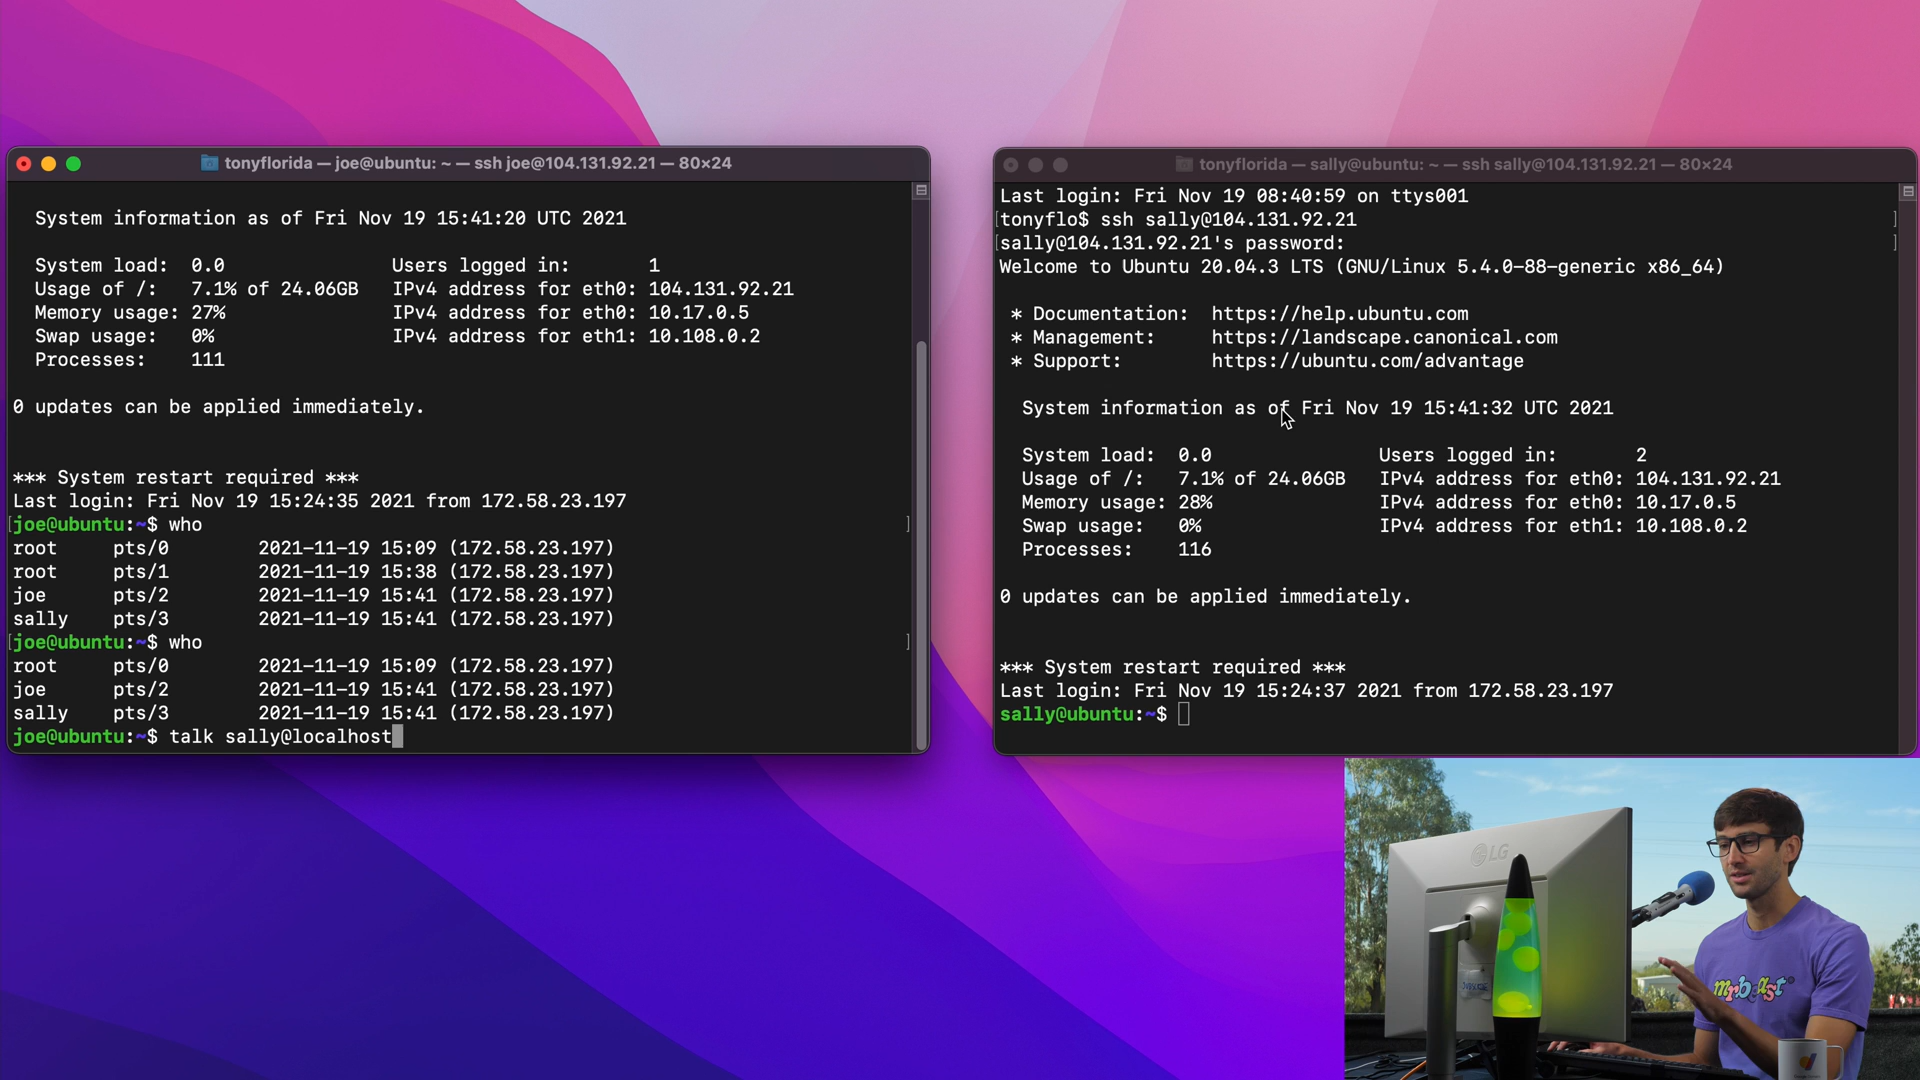 tonyflorida — joe@ubuntu: ~ — ssh joe@104.131.92.21 — 80×24
System information as of Fri Nov 19 15:41:20 UTC 2021
System load: 0.0 Users logged in: 1
Usage of /: 7.1% of 24.06GB IPv4 address for eth0: 104.131.92.21
Memory usage: 27% IPv4 address for eth0: 10.17.0.5
Swap usage: 0% IPv4 address for eth1: 10.108.0.2
Processes: 111
0 updates can be applied immediately.
*** System restart required ***
Last login: Fri Nov 19 15:24:35 2021 from 172.58.23.197
[joe@ubuntu:~$ who ]
root pts/0 2021-11-19 15:09 (172.58.23.197)
root pts/1 2021-11-19 15:38 (172.58.23.197)
joe pts/2 2021-11-19 15:41 (172.58.23.197)
sally pts/3 2021-11-19 15:41 (172.58.23.197)
[joe@ubuntu:~$ who ]
root pts/0 2021-11-19 15:09 (172.58.23.197)
joe pts/2 2021-11-19 15:41 (172.58.23.197)
sally pts/3 2021-11-19 15:41 (172.58.23.197)
joe@ubuntu:~$ talk sally@localhost
tonyflorida — sally@ubuntu: ~ — ssh sally@104.131.92.21 — 80×24
Last login: Fri Nov 19 08:40:59 on ttys001
[tonyflo$ ssh sally@104.131.92.21 ]
[sally@104.131.92.21's password: ]
Welcome to Ubuntu 20.04.3 LTS (GNU/Linux 5.4.0-88-generic x86_64)
* Documentation: https://help.ubuntu.com
* Management: https://landscape.canonical.com
* Support: https://ubuntu.com/advantage
System information as of Fri Nov 19 15:41:32 UTC 2021
System load: 0.0 Users logged in: 2
Usage of /: 7.1% of 24.06GB IPv4 address for eth0: 104.131.92.21
Memory usage: 28% IPv4 address for eth0: 10.17.0.5
Swap usage: 0% IPv4 address for eth1: 10.108.0.2
Processes: 116
0 updates can be applied immediately.
*** System restart required ***
Last login: Fri Nov 19 15:24:37 2021 from 172.58.23.197
sally@ubuntu:~$
LG